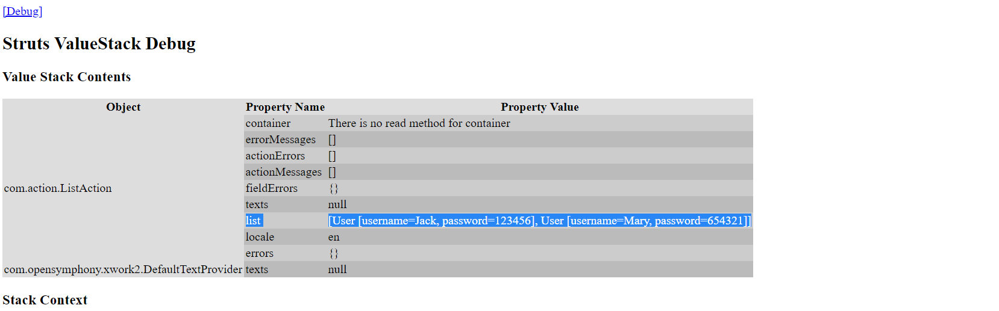 [Debug]
Struts ValueStack Debug
Value Stack Contents
Object Property Name Property Value
container There is no read method for container
errorMessages []
actionErrors []
actionMessages []
com.action.ListAction fieldErrors {}
texts null
list [User [username=Jack, password=123456], User [username=Mary, password=654321]]
locale en
errors {}
com.opensymphony.xwork2.DefaultTextProvider texts null
Stack Context